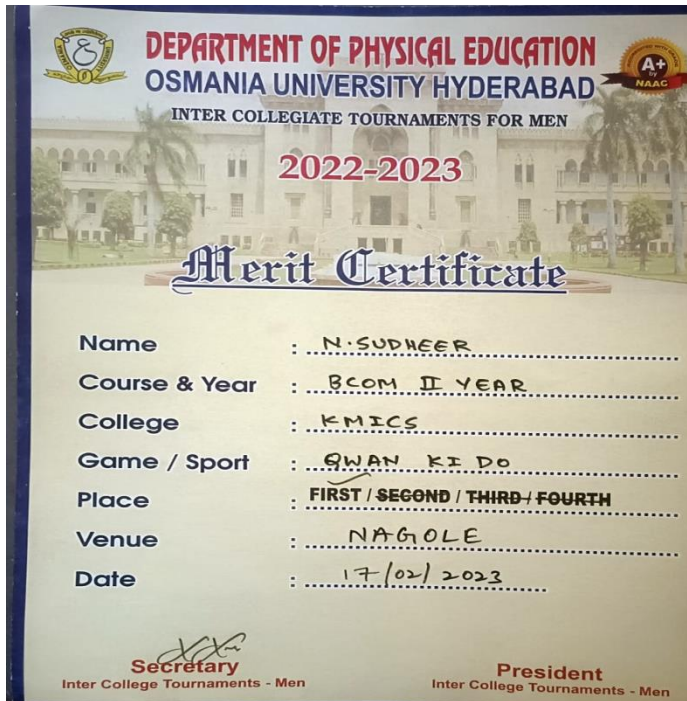 DEPARTMENT OF PHYSICAL EDUCATION
OSMANIA UNIVERSITY HYDERABAD
A+
by
NAAC
INTER COLLEGIATE TOURNAMENTS FOR MEN
2022-2023
Merit Certificate
Name : N.SUDHEER
Course & Year : BCOM II YEAR
College : KMICS
Game / Sport : QWAN KI DO
Place : FIRST / SECOND / THIRD / FOURTH
Venue : NAGOLE
Date : 17/02/2023
Secretary
Inter College Tournaments - Men
President
Inter College Tournaments - Men